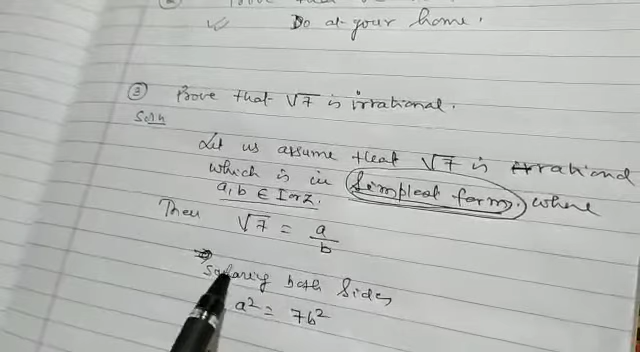 Do at your home.
③ Prove that √7 is irrational.
Soln
Let us assume that √7 is rational
which is in simplest form, where
a, b ∈ I or Z.
Then √7 = a/b
Squaring both sides
a² = 7b²